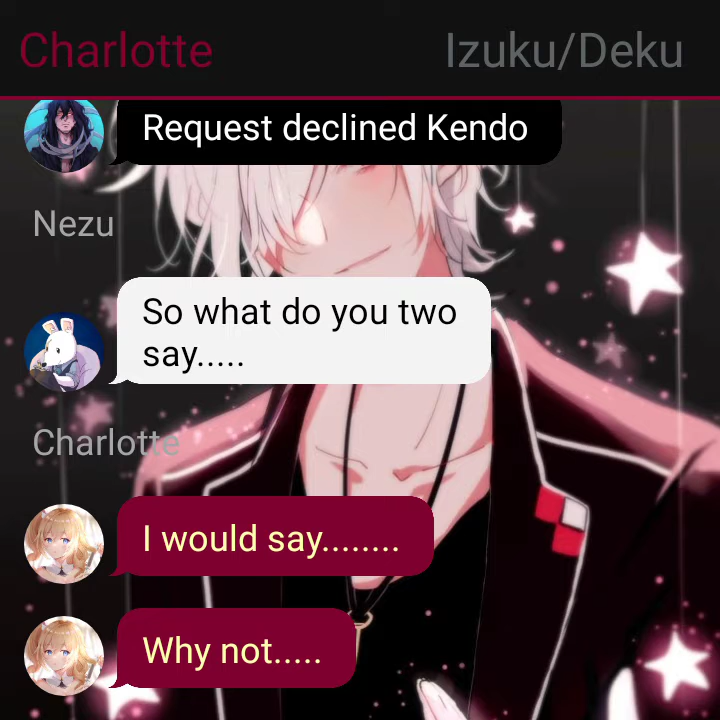 Charlotte Izuku/Deku
Request declined Kendo
Nezu
So what do you two
say.....
Charlotte
I would say........
Why not.....